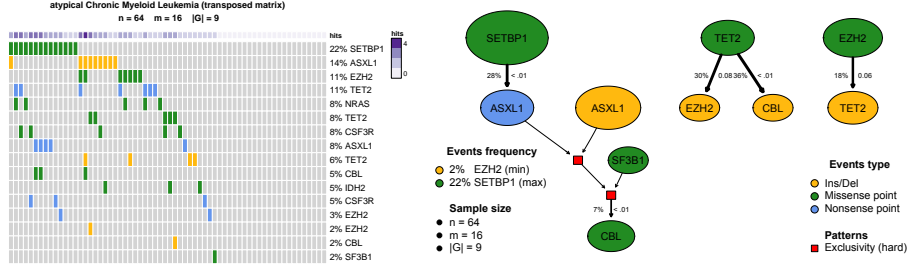 atypical Chronic Myeloid Leukemia (transposed matrix)
n = 64 m = 16 |G| = 9
hits
hits
4
0
22% SETBP1
14% ASXL1
11% EZH2
11% TET2
8% NRAS
8% TET2
8% CSF3R
8% ASXL1
6% TET2
5% CBL
5% IDH2
5% CSF3R
3% EZH2
2% EZH2
2% CBL
2% SF3B1
SETBP1
28% < .01
ASXL1
ASXL1
SF3B1
7% < .01
CBL
TET2
30% 0.08
36% < .01
EZH2
CBL
EZH2
18% 0.06
TET2
Events frequency
2% EZH2 (min)
22% SETBP1 (max)
Sample size
n = 64
m = 16
|G| = 9
Events type
Ins/Del
Missense point
Nonsense point
Patterns
Exclusivity (hard)